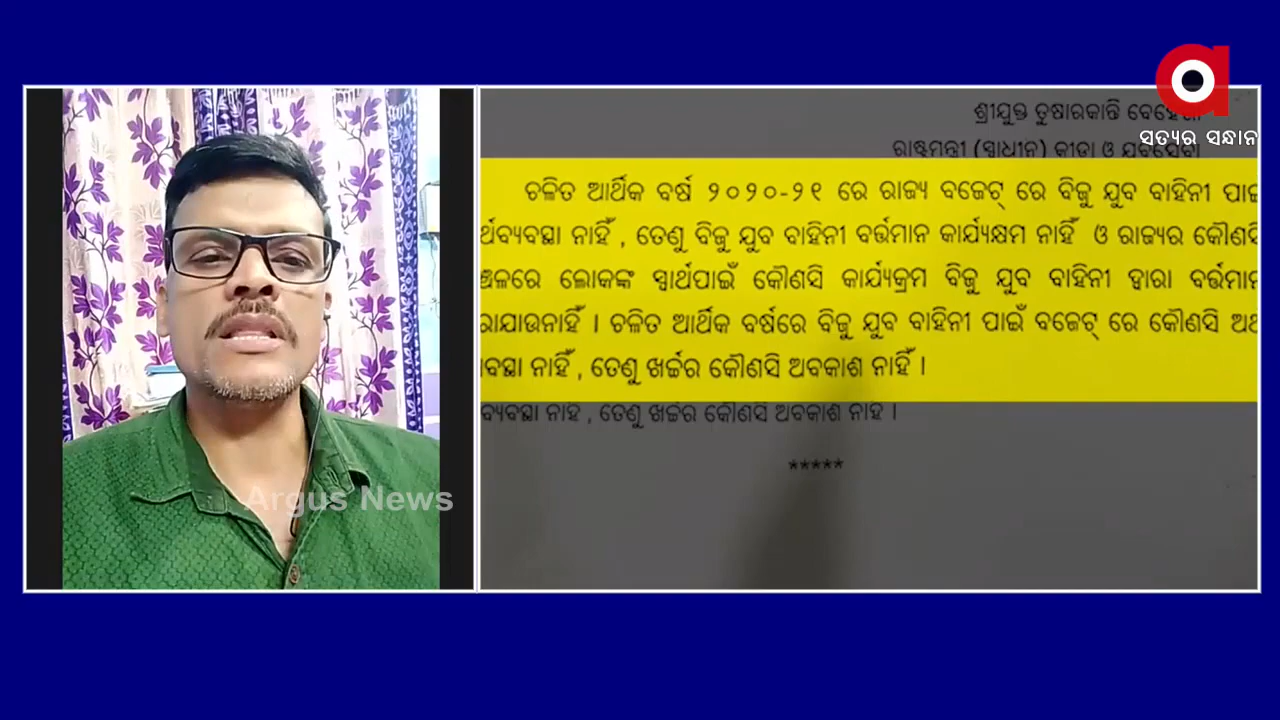 ସତ୍ୟର ସନ୍ଧାନ
Argus News
ଶ୍ରୀଯୁକ୍ତ ତୁଷାରକାନ୍ତି
ରାଷ୍ଟ୍ରମନ୍ତ୍ରୀ (ସ୍ୱାଧୀନ) କ୍ରୀଡା ଓ ଯୁବସେବା
ଚଳିତ ଆର୍ଥିକ ବର୍ଷ ୨୦୨୦-୨୧ ରେ ରାଜ୍ୟ ବଜେଟ୍ ରେ ବିଜୁ ଯୁବ ବାହିନୀ ପାଇଁ
ର୍ଥବ୍ୟବସ୍ଥା ନାହିଁ , ତେଣୁ ବିଜୁ ଯୁବ ବାହିନୀ ବର୍ତ୍ତମାନ କାର୍ଯ୍ୟକ୍ଷମ ନାହିଁ ଓ ରାଜ୍ୟର କୌଣସି
ଞ୍ଚଳରେ ଲୋକଙ୍କ ସ୍ୱାର୍ଥପାଇଁ କୌଣସି କାର୍ଯ୍ୟକ୍ରମ ବିଜୁ ଯୁବ ବାହିନୀ ଦ୍ୱାରା ବର୍ତ୍ତମାନ
ରାଯାଉନାହିଁ । ଚଳିତ ଆର୍ଥିକ ବର୍ଷରେ ବିଜୁ ଯୁବ ବାହିନୀ ପାଇଁ ବଜେଟ୍ ରେ କୌଣସି ଅର୍ଥ
ବସ୍ଥା ନାହିଁ , ତେଣୁ ଖର୍ଚ୍ଚର କୌଣସି ଅବକାଶ ନାହିଁ ।
ବ୍ୟବସ୍ଥା ନାହିଁ , ତେଣୁ ଖର୍ଚ୍ଚର କୌଣସି ଅବକାଶ ନାହିଁ ।
*****